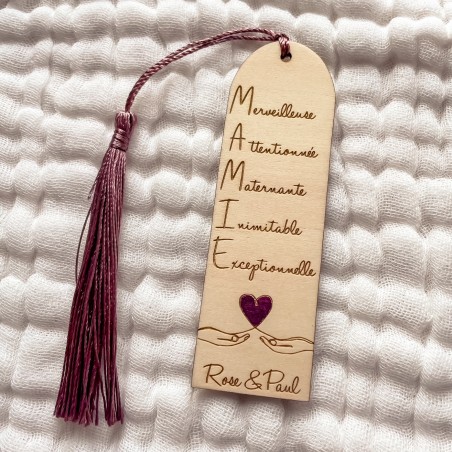 Merveilleuse
Attentionnée
Maternante
Inimitable
Exceptionnelle
Rose & Paul